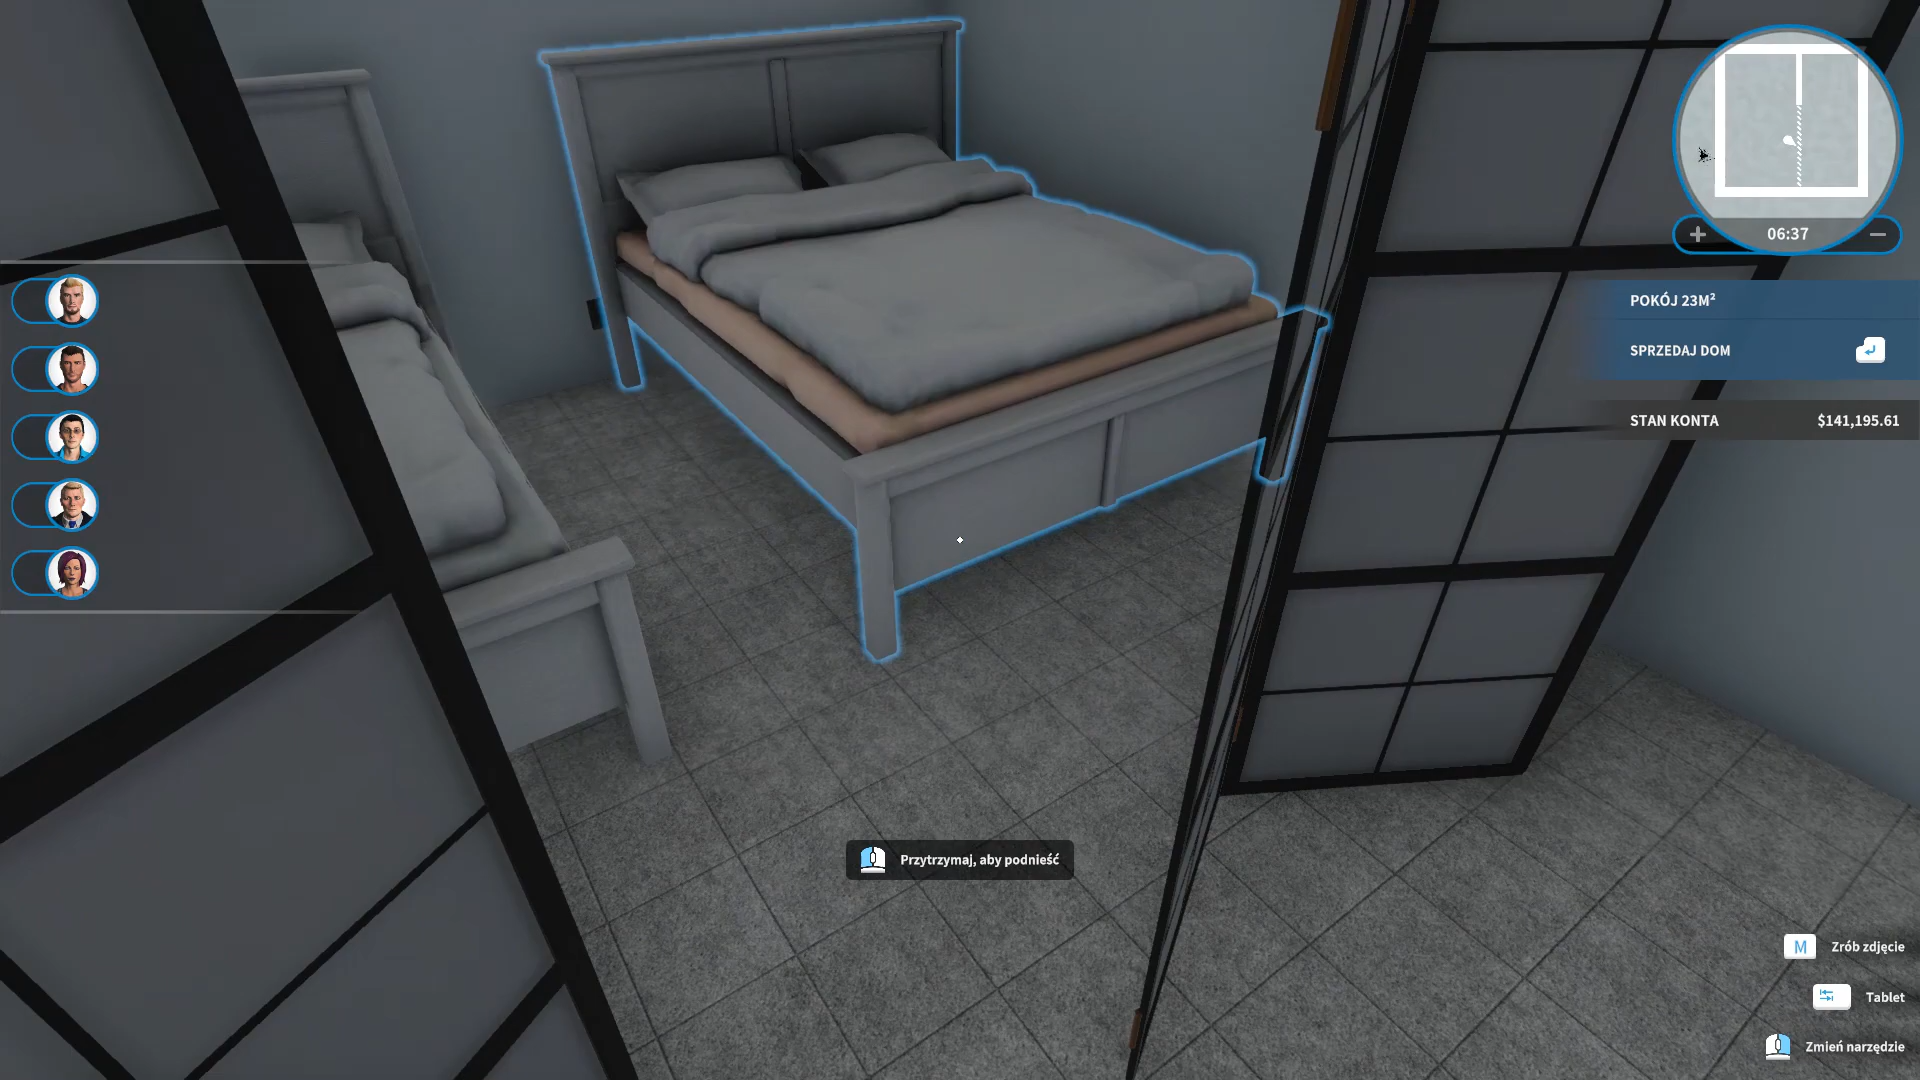 06:37
POKÓJ 23M²
SPRZEDAJ DOM
STAN KONTA $141,195.61
Przytrzymaj, aby podnieść
M Zrób zdjęcie
Tablet
Zmień narzędzie